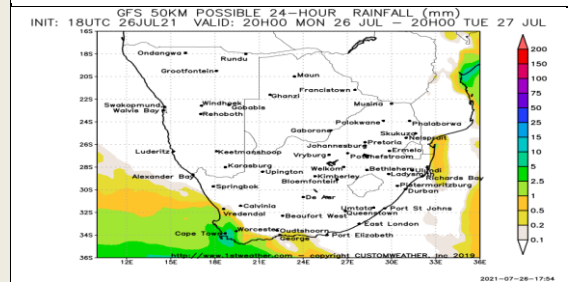 GFS 50KM POSSIBLE 24-HOUR RAINFALL (mm)
INIT: 18UTC 26JUL21 VALID: 20H00 MON 26 JUL - 20H00 TUE 27 JUL
16S
18S
20S
22S
24S
26S
28S
30S
32S
34S
36S
12E
15E
18E
21E
24E
27E
30E
33E
36E
Ondangwa
Rundu
Grootfontein
Maun
Francistown
Ghanzi
Musina
Swakopmund
Walvis Bay
Windhoek
Gobabis
Rehoboth
Polokwane
Phalaborwa
Gaborone
Skukuza
Nelspruit
Pretoria
Johannesburg
Luderitz
Keetmanshoop
Vryburg
Potchefstroom
Ermelo
Karasburg
Upington
Welkom
Bethlehem
Ulundi
Ladysmith
Alexander Bay
Kimberley
Bloemfontein
Richards Bay
Springbok
Pietermaritzburg
Durban
De Aar
Calvinia
Vredendal
Umtata
Port St Johns
Beaufort West
Queenstown
East London
Cape Town
Worcester
Oudtshoorn
George
Port Elizabeth
http://www.1stweather.com - copyright CUSTOMWEATHER, Inc 2019
200
150
100
75
50
25
15
10
5
2.5
1
0.5
0.2
0.1
2021-07-26-17:54